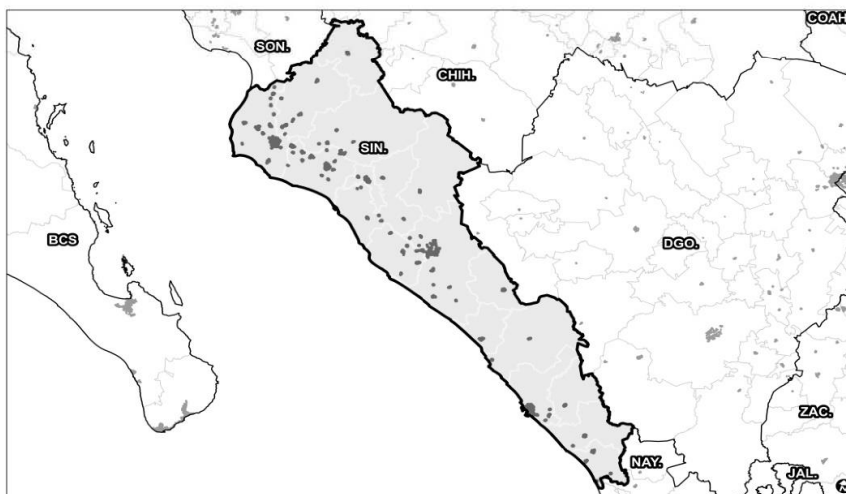 COAH.
SON.
CHIH.
SIN.
BCS
DGO.
ZAC.
NAY.
JAL.